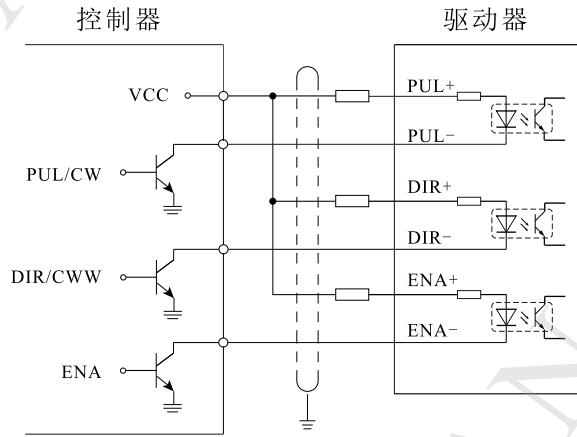 控制器
驱动器
VCC
PUL+
PUL−
PUL/CW
DIR+
DIR−
DIR/CWW
ENA+
ENA−
ENA